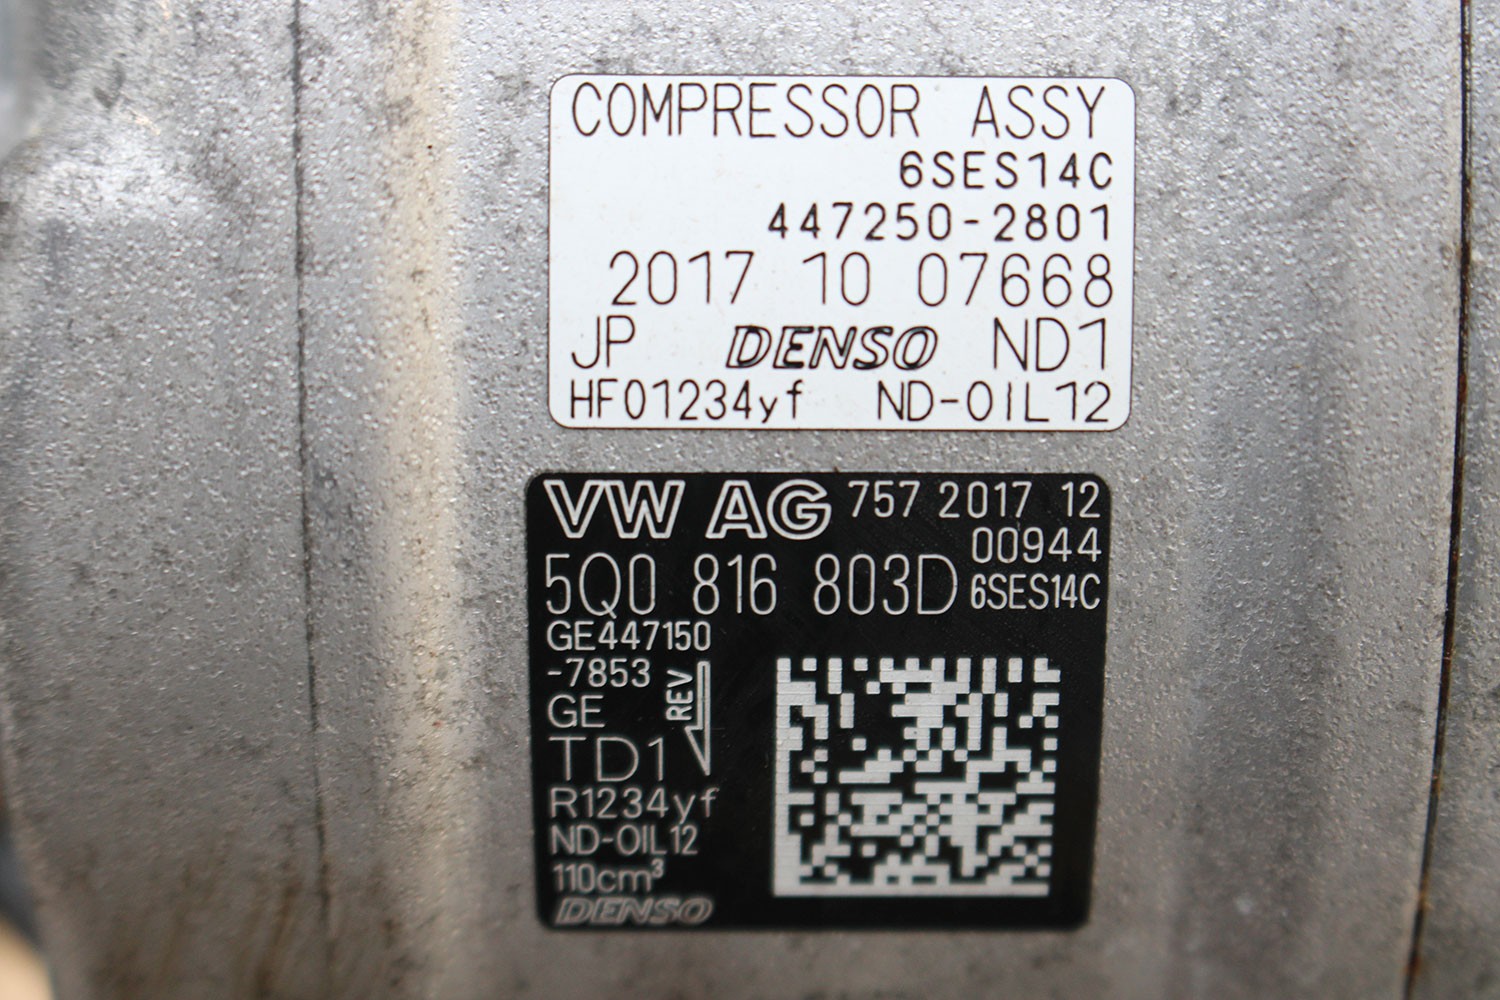 COMPRESSOR ASSY
6SES14C
447250-2801
2017 10 07668
JP DENSO ND1
HF01234yf ND-OIL12
VW AG 757 2017 12
00944
5Q0 816 803D 6SES14C
GE447150
-7853
REV
GE
TD1
R1234yf
ND-OIL12
110cm³
DENSO